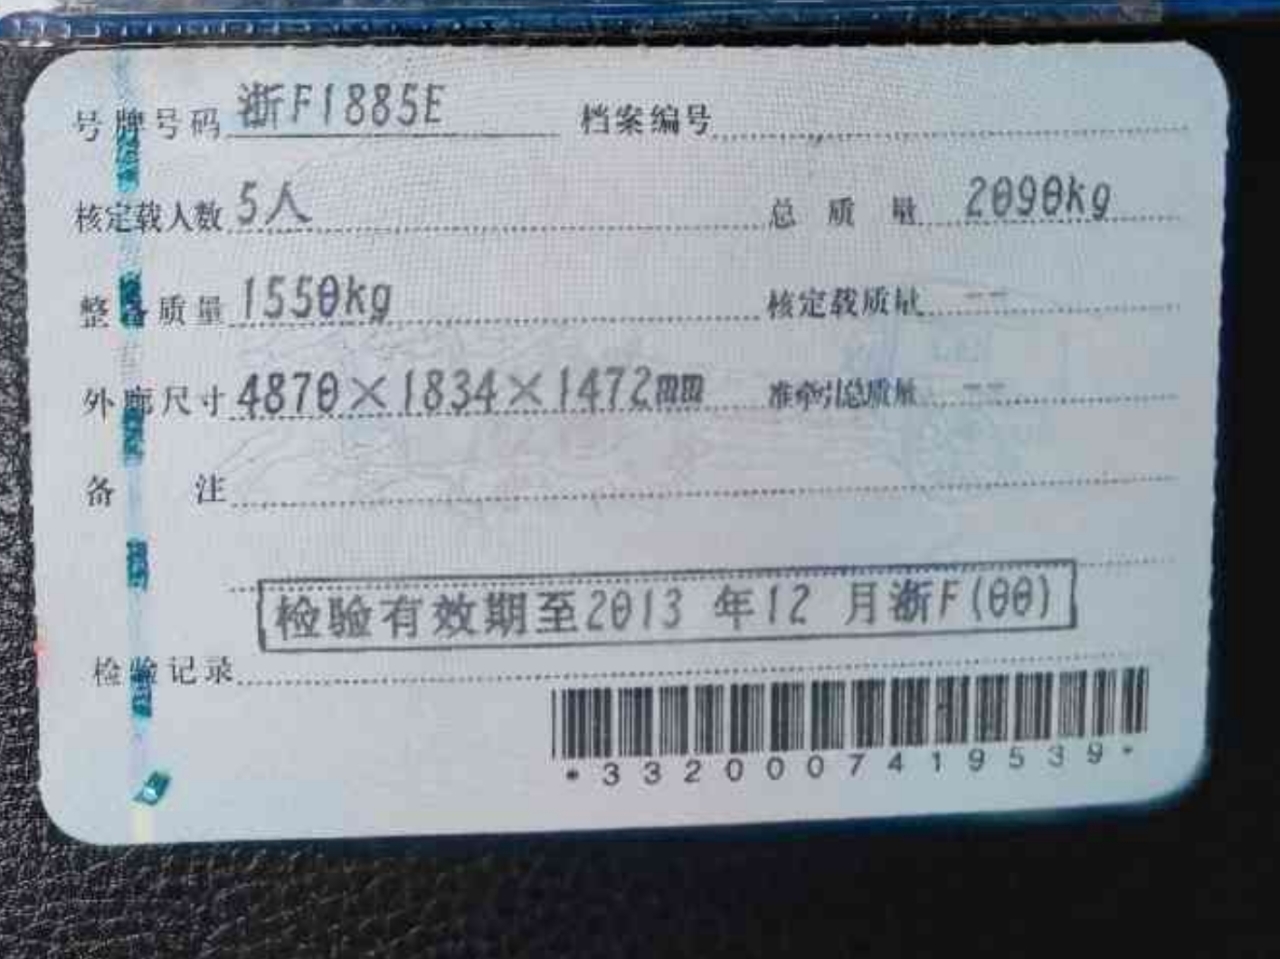 号牌号码 浙F1885E 档案编号
核定载人数 5人 总质量 2090kg
整备质量 1550kg 核定载质量 --
外廓尺寸 4870×1834×1472mm 准牵引总质量 --
备注
检验有效期至2013 年12 月浙F(00)
检验记录
*3320007419539*